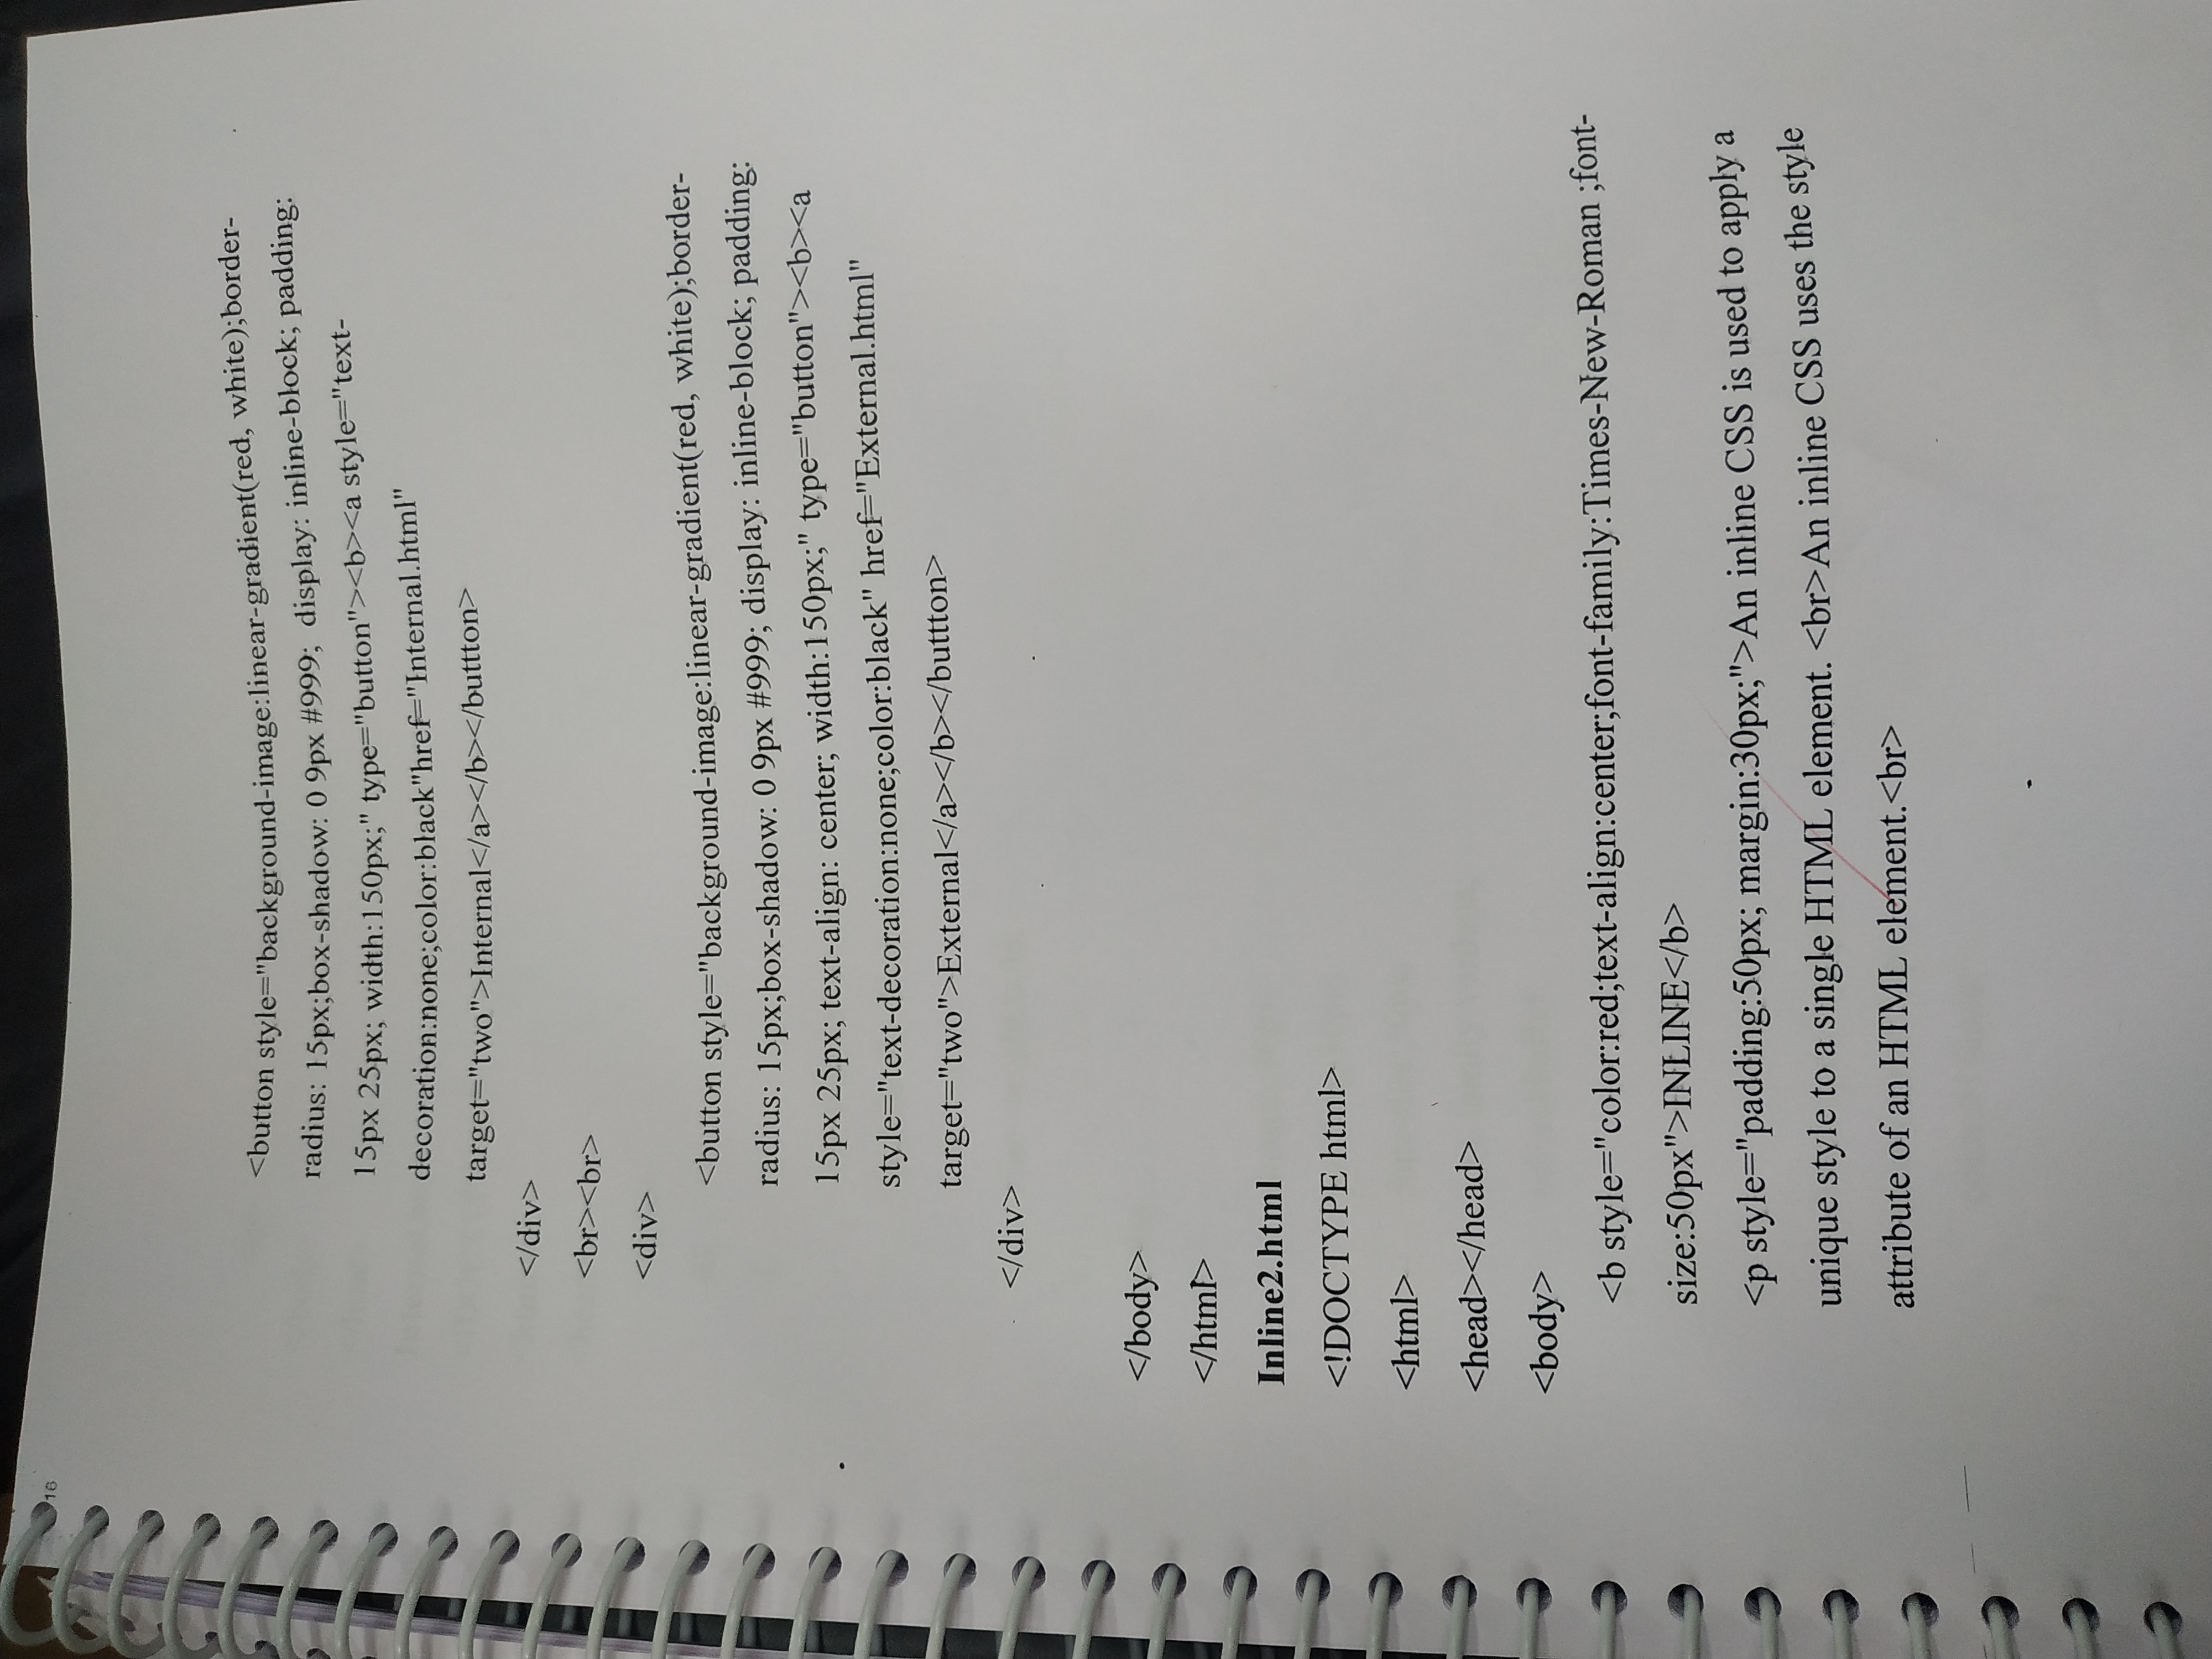 16
<button style="background-image:linear-gradient(red, white);border-
radius: 15px;box-shadow: 0 9px #999;  display: inline-block; padding:
15px 25px; width:150px;" type="button"><b><a style="text-
decoration:none;color:black"href="Internal.html"
target="two">Internal</a></b></buttton>
</div>
<br><br>
<div>
<button style="background-image:linear-gradient(red, white);border-
radius: 15px;box-shadow: 0 9px #999; display: inline-block; padding:
15px 25px; text-align: center; width:150px;" type="button"><b><a
style="text-decoration:none;color:black" href="External.html"
target="two">External</a></b></buttton>
</div>
</body>
</html>
Inline2.html
<!DOCTYPE html>
<html>
<head></head>
<body>
<b style="color:red;text-align:center;font-family:Times-New-Roman ;font-
size:50px">INLINE</b>
<p style="padding:50px; margin:30px;">An inline CSS is used to apply a
unique style to a single HTML element. <br>An inline CSS uses the style
attribute of an HTML element.<br>